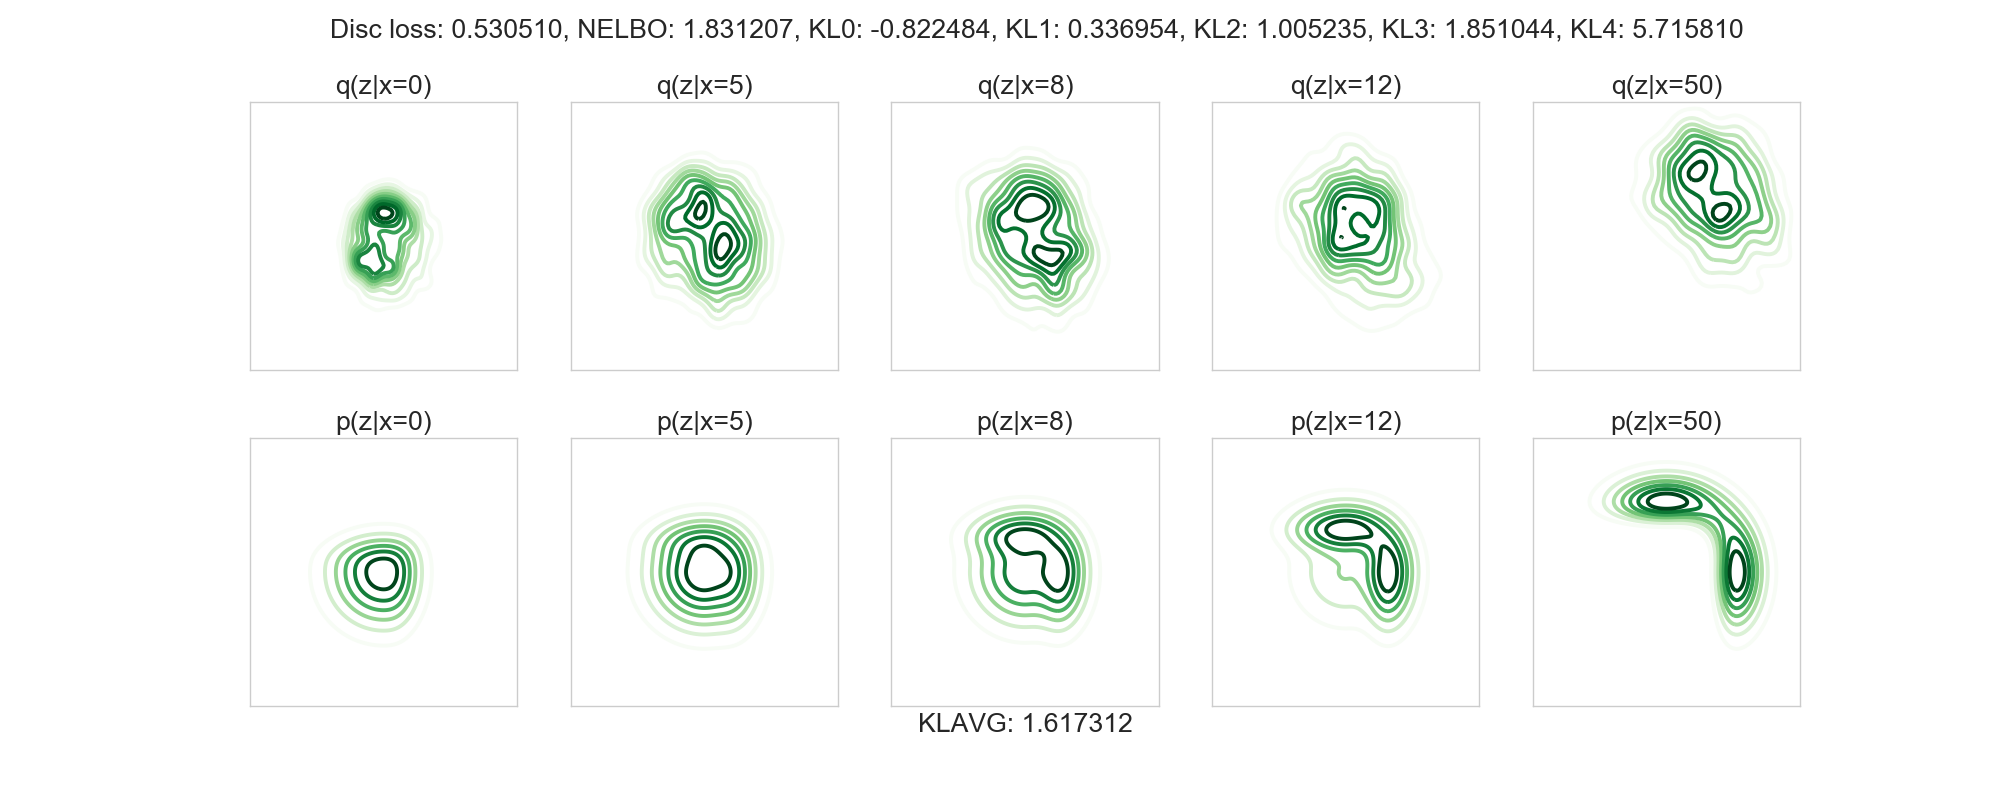 Disc loss: 0.530510, NELBO: 1.831207, KL0: -0.822484, KL1: 0.336954, KL2: 1.005235, KL3: 1.851044, KL4: 5.715810
q(z|x=0) q(z|x=5) q(z|x=8) q(z|x=12) q(z|x=50)
p(z|x=0) p(z|x=5) p(z|x=8) p(z|x=12) p(z|x=50)
KLAVG: 1.617312